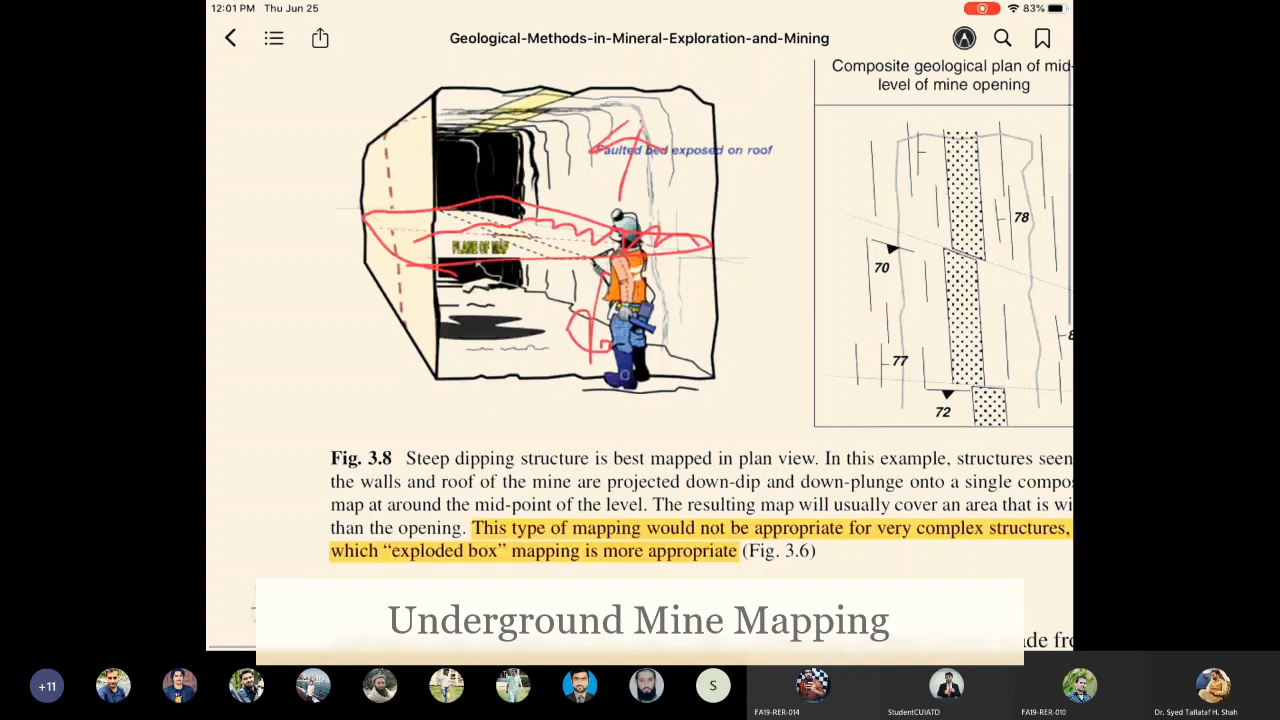 12:01 PM Thu Jun 25
83%
Geological-Methods-in-Mineral-Exploration-and-Mining
Composite geological plan of mid-
level of mine opening
Faulted bed exposed on roof
PLANE OF MAP
78
70
77
72
8
Fig. 3.8 Steep dipping structure is best mapped in plan view. In this example, structures seen
the walls and roof of the mine are projected down-dip and down-plunge onto a single compo
map at around the mid-point of the level. The resulting map will usually cover an area that is wi
than the opening. This type of mapping would not be appropriate for very complex structures,
which “exploded box” mapping is more appropriate (Fig. 3.6)
Underground Mine Mapping
de fro
+11
S
FA19-RER-014
StudentCUIATD
FA19-RER-010
Dr. Syed Tallataf H. Shah